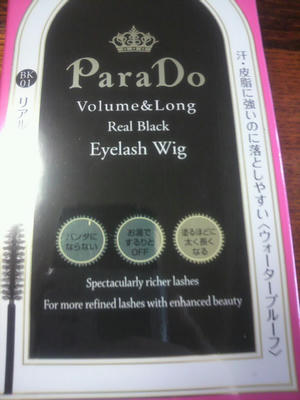 ParaDo
Volume&Long
Real Black
Eyelash Wig
BK
01
リアル
汗・皮脂に強いのに落としやすい〈ウォータープルーフ〉
パンダに
ならない
お湯で
するりと
OFF
塗るほどに
太く長く
なる
Spectacularly richer lashes
For more refined lashes with enhanced beauty